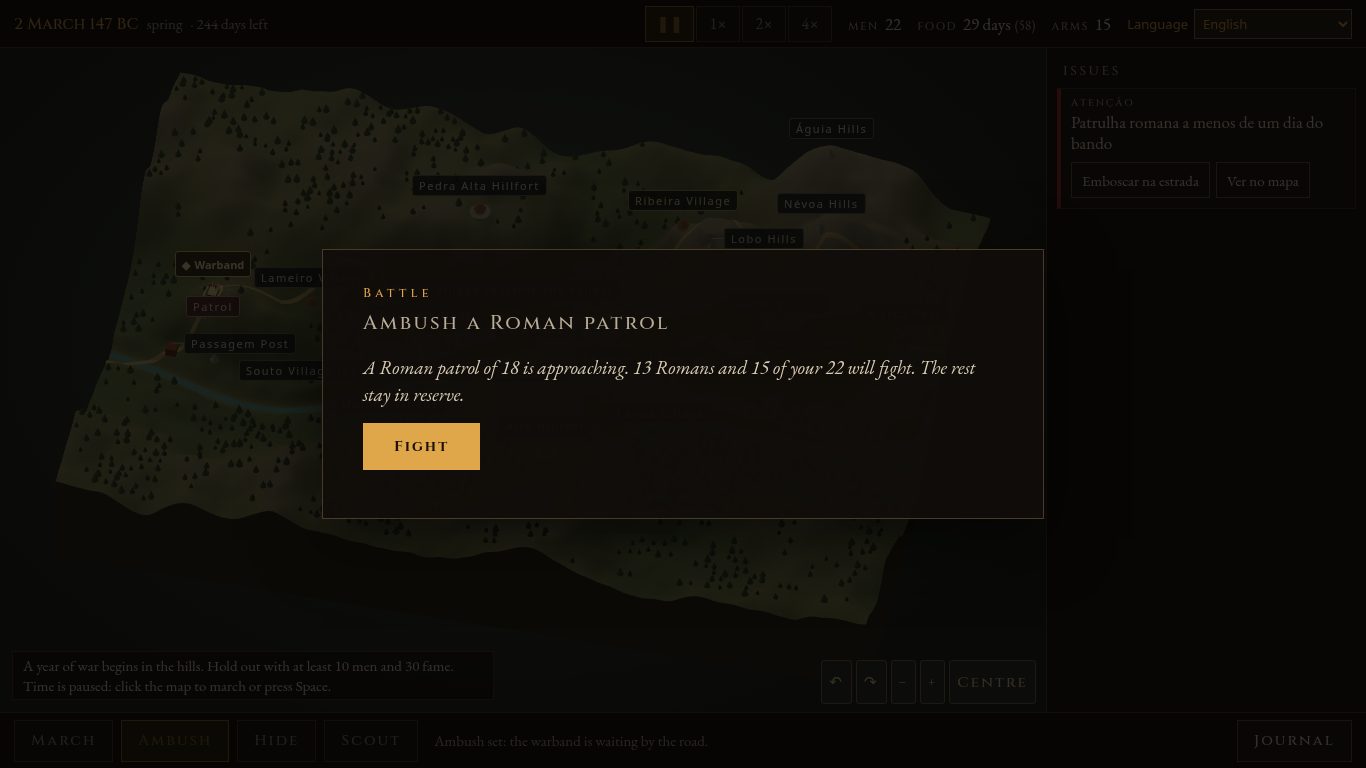 2 March 147 BC spring · 244 days left
❚❚ 1× 2× 4×
MEN 22 FOOD 29 days (58) ARMS 15
Language English
ISSUES
ATENÇÃO
Patrulha romana a menos de um dia do
bando
Emboscar na estrada
Ver no mapa
Águia Hills
Pedra Alta Hillfort
Ribeira Village
Névoa Hills
Lobo Hills
◆ Warband
Lameiro
Patrol
Passagem Post
Souto Villag
Battle
Ambush a Roman patrol
A Roman patrol of 18 is approaching. 13 Romans and 15 of your 22 will fight. The rest
stay in reserve.
Fight
A year of war begins in the hills. Hold out with at least 10 men and 30 fame.
Time is paused: click the map to march or press Space.
↶ ↷ − + Centre
March
Ambush
Hide
Scout
Ambush set: the warband is waiting by the road.
Journal